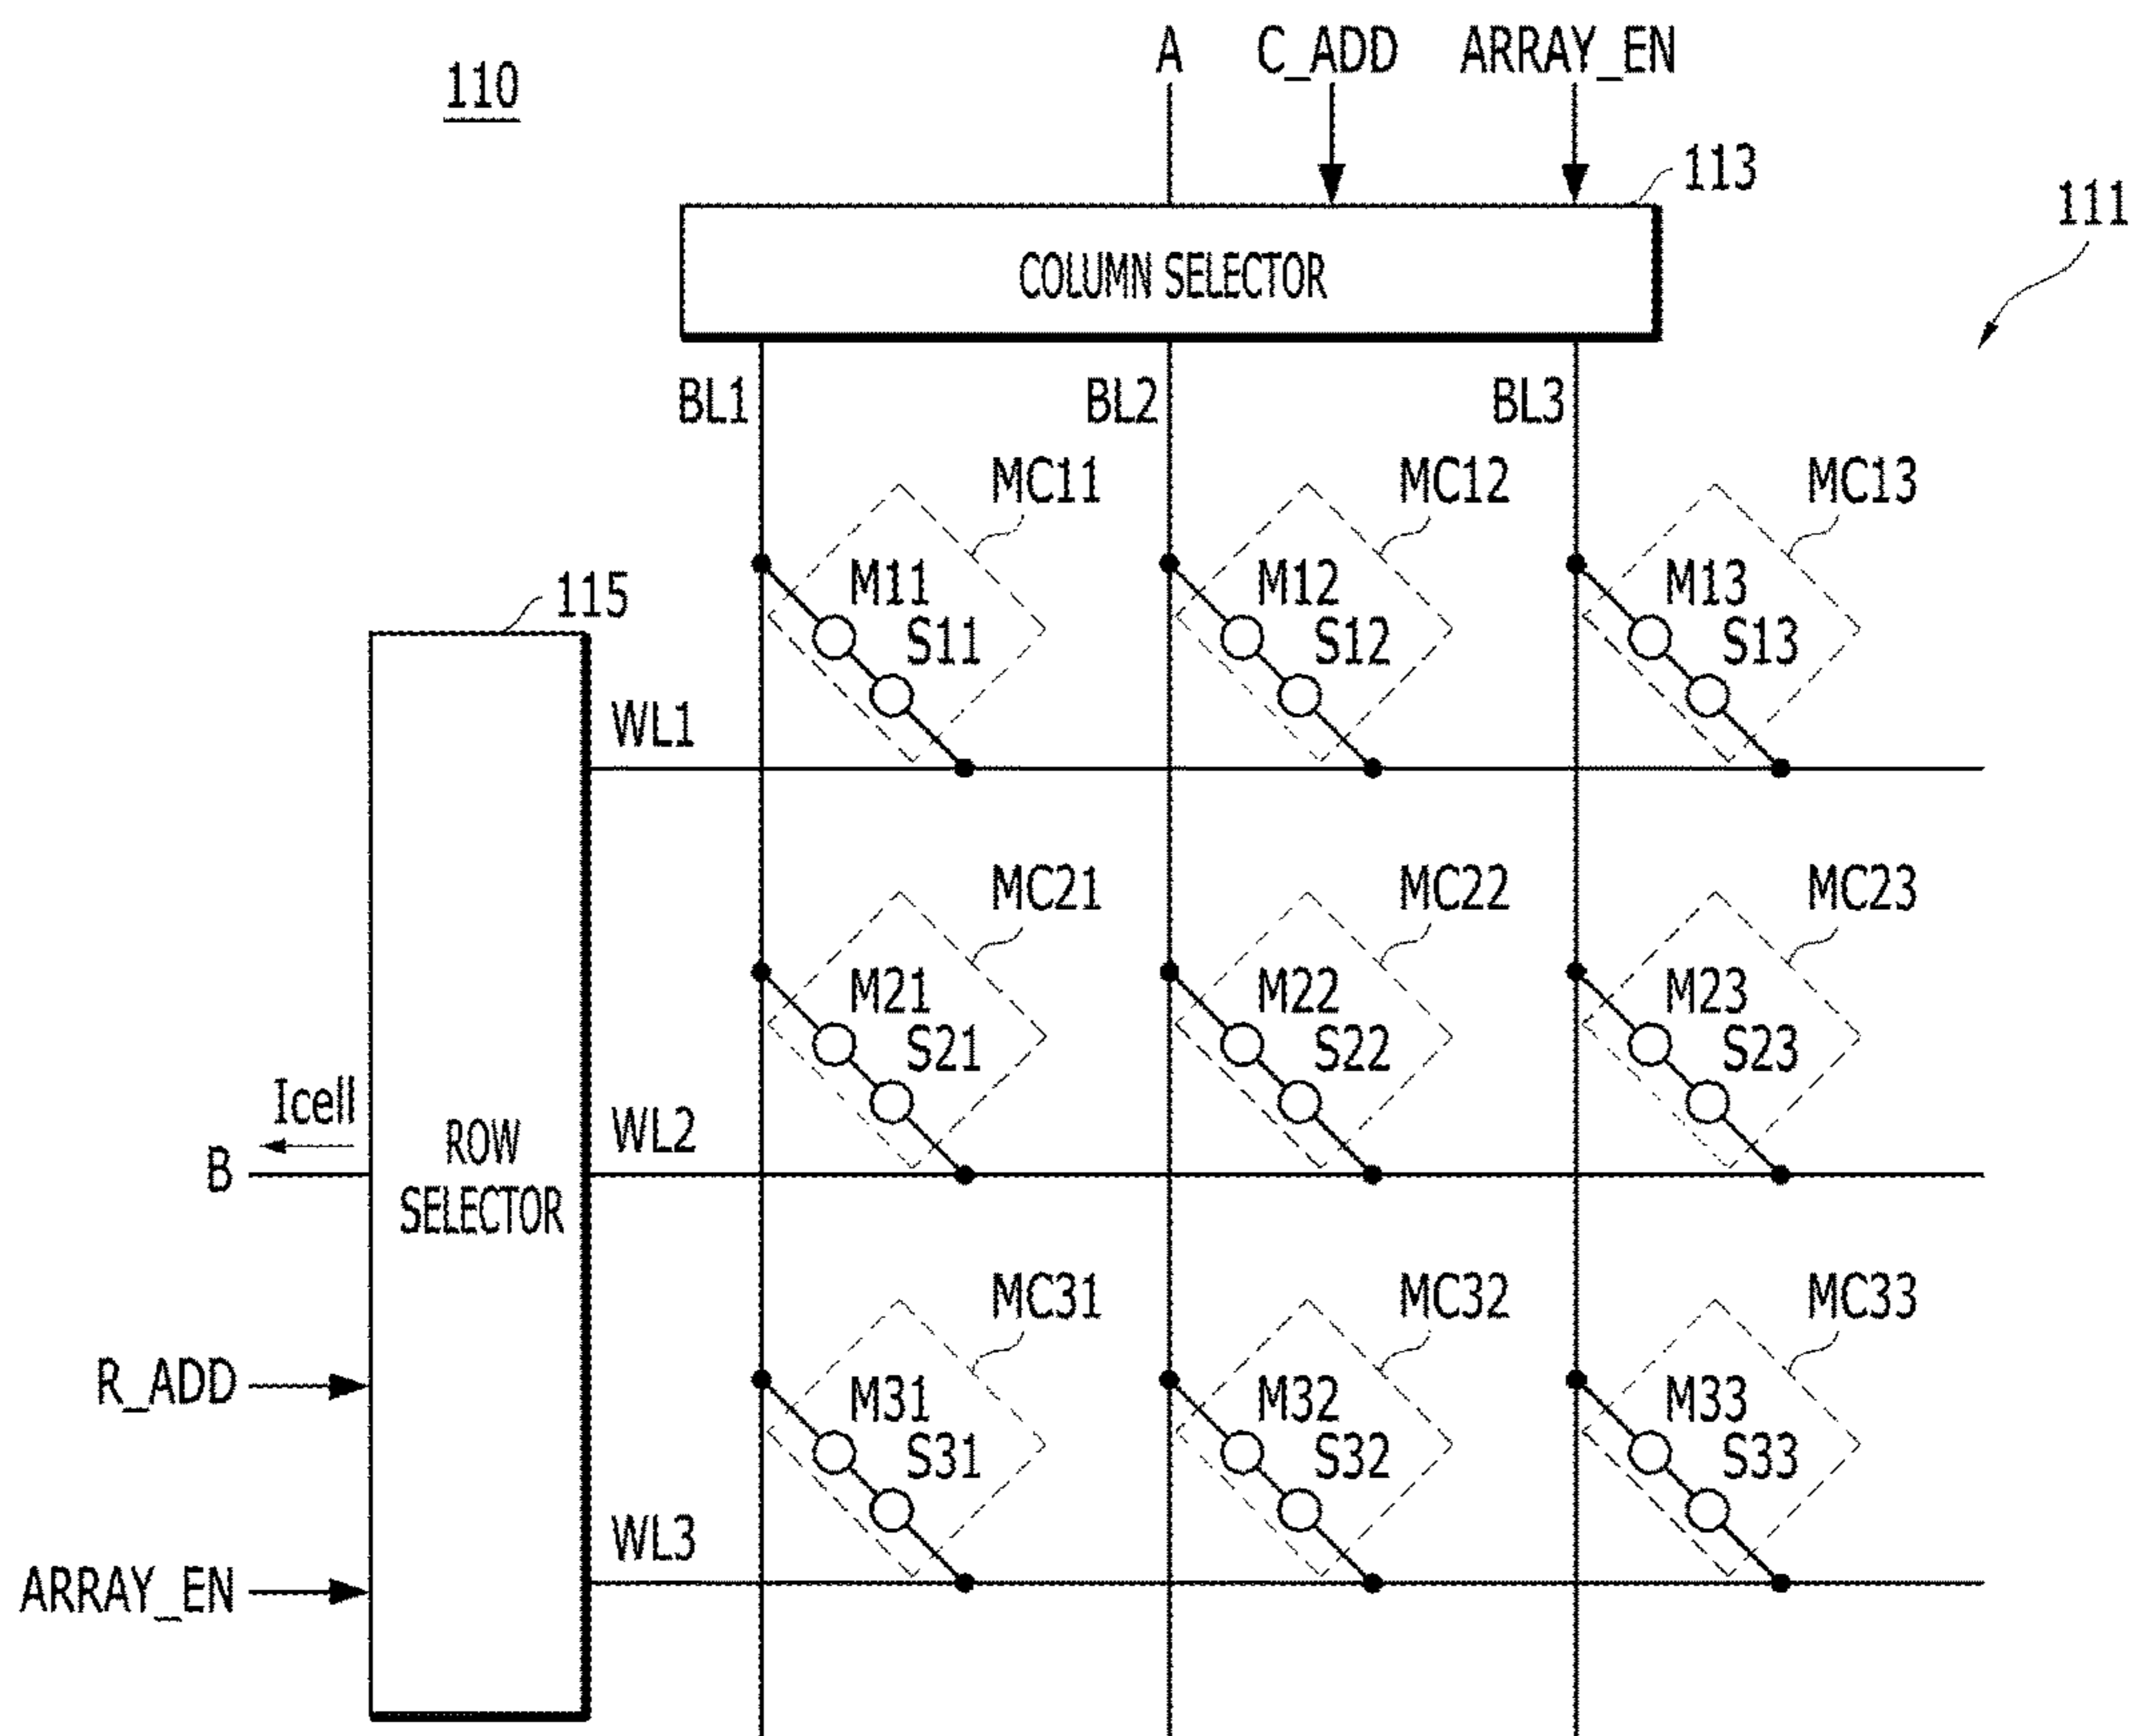 110
A C_ADD ARRAY_EN
113
111
COLUMN SELECTOR
BL1 BL2 BL3
MC11 MC12 MC13
M11 M12 M13
S11 S12 S13
115
WL1
MC21 MC22 MC23
M21 M22 M23
S21 S22 S23
Icell
B
ROW
SELECTOR
WL2
MC31 MC32 MC33
M31 M32 M33
S31 S32 S33
R_ADD
WL3
ARRAY_EN